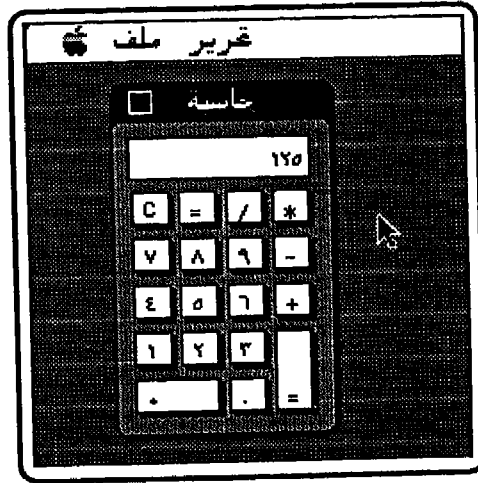 تحرير ملف
حاسبة
١٢٥
C = / *
٧ ٨ ٩ -
٤ ٥ ٦ +
١ ٢ ٣
٠ . =